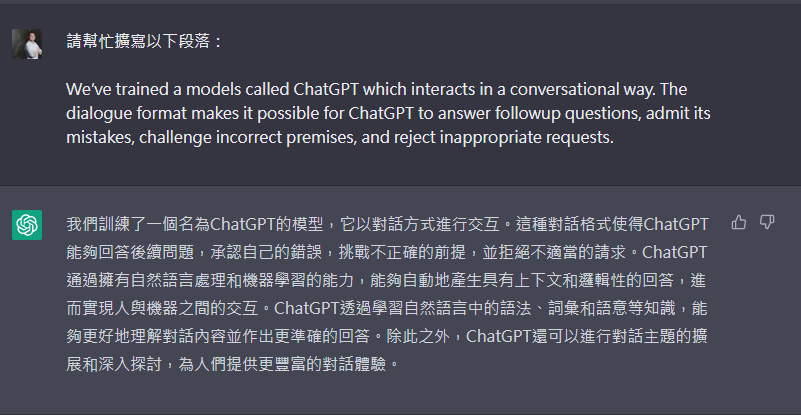 請幫忙擴寫以下段落：
We've trained a models called ChatGPT which interacts in a conversational way. The
dialogue format makes it possible for ChatGPT to answer followup questions, admit its
mistakes, challenge incorrect premises, and reject inappropriate requests.
我們訓練了一個名為ChatGPT的模型，它以對話方式進行交互。這種對話格式使得ChatGPT
能夠回答後續問題，承認自己的錯誤，挑戰不正確的前提，並拒絕不適當的請求。ChatGPT
通過擁有自然語言處理和機器學習的能力，能夠自動地產生具有上下文和邏輯性的回答，進
而實現人與機器之間的交互。ChatGPT透過學習自然語言中的語法、詞彙和語意等知識，能
夠更好地理解對話內容並作出更準確的回答。除此之外，ChatGPT還可以進行對話主題的擴
展和深入探討，為人們提供更豐富的對話體驗。